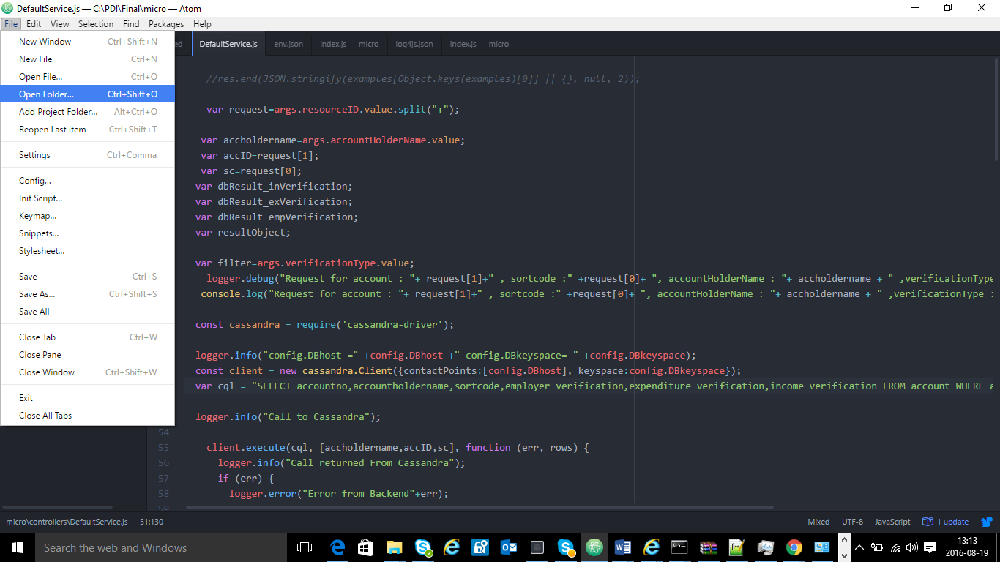 DefaultService.js — C:\PDI\Final\micro — Atom
File Edit View Selection Find Packages Help
New Window Ctrl+Shift+N
New File Ctrl+N
Open File... Ctrl+O
Open Folder... Ctrl+Shift+O
Add Project Folder... Alt+Ctrl+O
Reopen Last Item Ctrl+Shift+T
Settings Ctrl+Comma
Config...
Init Script...
Keymap...
Snippets...
Stylesheet...
Save Ctrl+S
Save As... Ctrl+Shift+S
Save All
Close Tab Ctrl+W
Close Pane
Close Window Ctrl+Shift+W
Exit
Close All Tabs
ed DefaultService.js env.json index.js — micro log4js.json index.js — micro
//res.end(JSON.stringify(examples[Object.keys(examples)[0]] || {}, null, 2));
var request=args.resourceID.value.split("+");
var accholdername=args.accountHolderName.value;
var accID=request[1];
var sc=request[0];
var dbResult_inVerification;
var dbResult_exVerification;
var dbResult_empVerification;
var resultObject;
var filter=args.verificationType.value;
logger.debug("Request for account : "+ request[1]+" , sortcode :" +request[0]+ ", accountHolderName : "+ accholdername + " ,verificationType
console.log("Request for account : "+ request[1]+" , sortcode :" +request[0]+ ", accountHolderName : "+ accholdername + " ,verificationType :
const cassandra = require('cassandra-driver');
logger.info("config.DBhost =" +config.DBhost +" config.DBkeyspace= " +config.DBkeyspace);
const client = new cassandra.Client({contactPoints:[config.DBhost], keyspace:config.DBkeyspace});
var cql = "SELECT accountno,accountholdername,sortcode,employer_verification,expenditure_verification,income_verification FROM account WHERE a
logger.info("Call to Cassandra");
54
55 client.execute(cql, [accholdername,accID,sc], function (err, rows) {
56 logger.info("Call returned From Cassandra");
57 if (err) {
58 logger.error("Error from Backend"+err);
59
micro\controllers\DefaultService.js 51:130 Mixed UTF-8 JavaScript 1 update
Search the web and Windows
13:13
2016-08-19